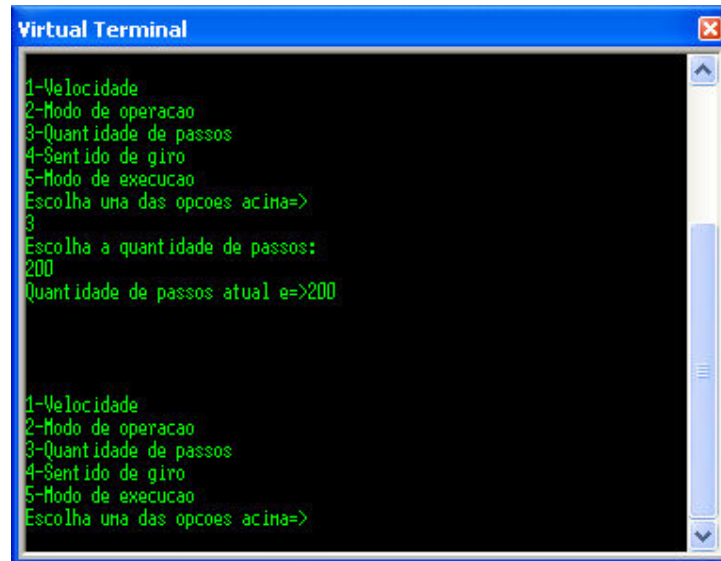 Virtual Terminal
1-Velocidade
2-Modo de operacao
3-Quantidade de passos
4-Sentido de giro
5-Modo de execucao
Escolha uma das opcoes acima=>
3
Escolha a quantidade de passos:
200
Quantidade de passos atual e=>200
1-Velocidade
2-Modo de operacao
3-Quantidade de passos
4-Sentido de giro
5-Modo de execucao
Escolha uma das opcoes acima=>